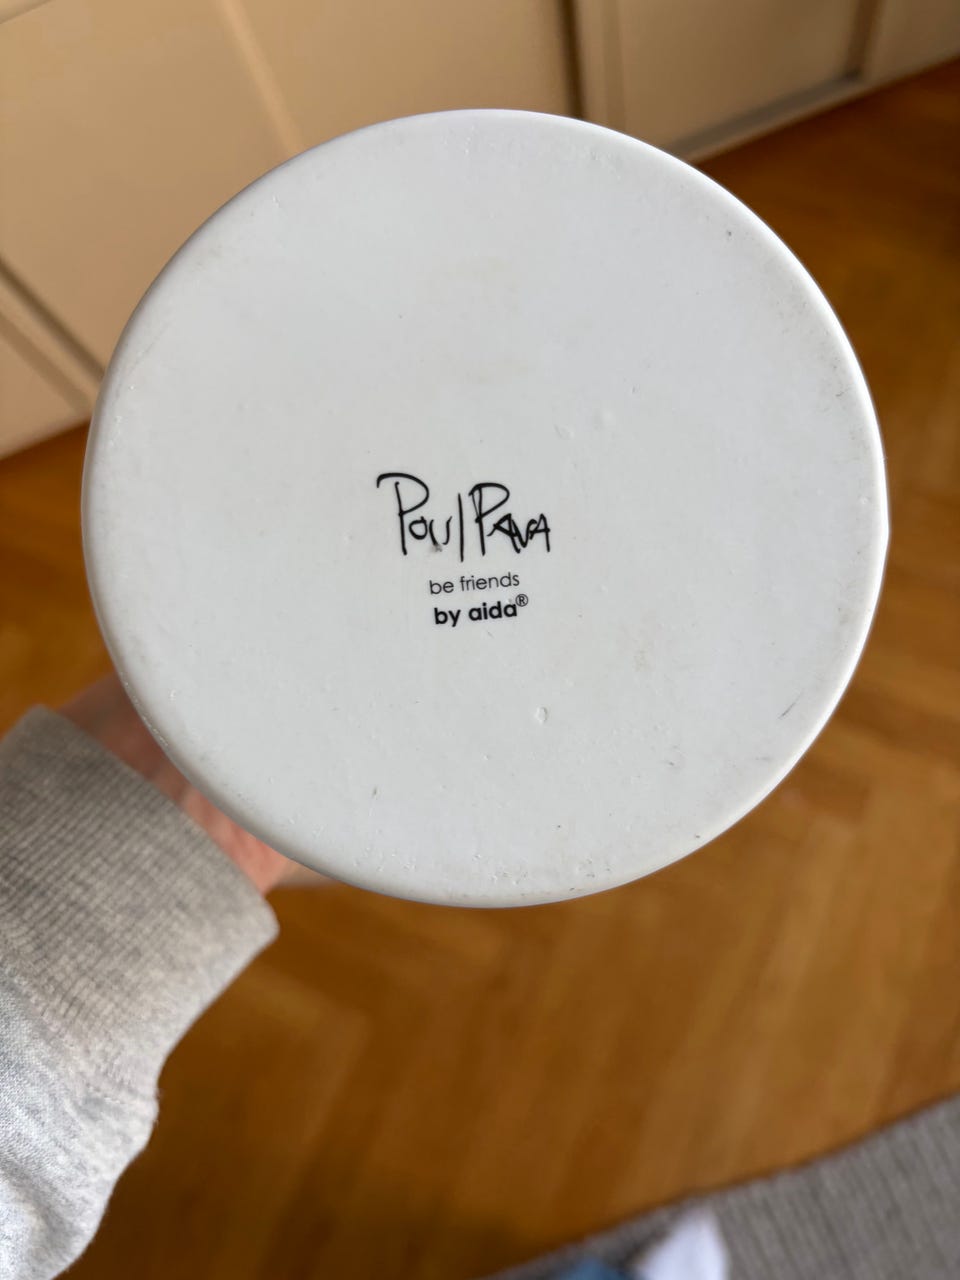 Poul Pava
be friends
by aida®